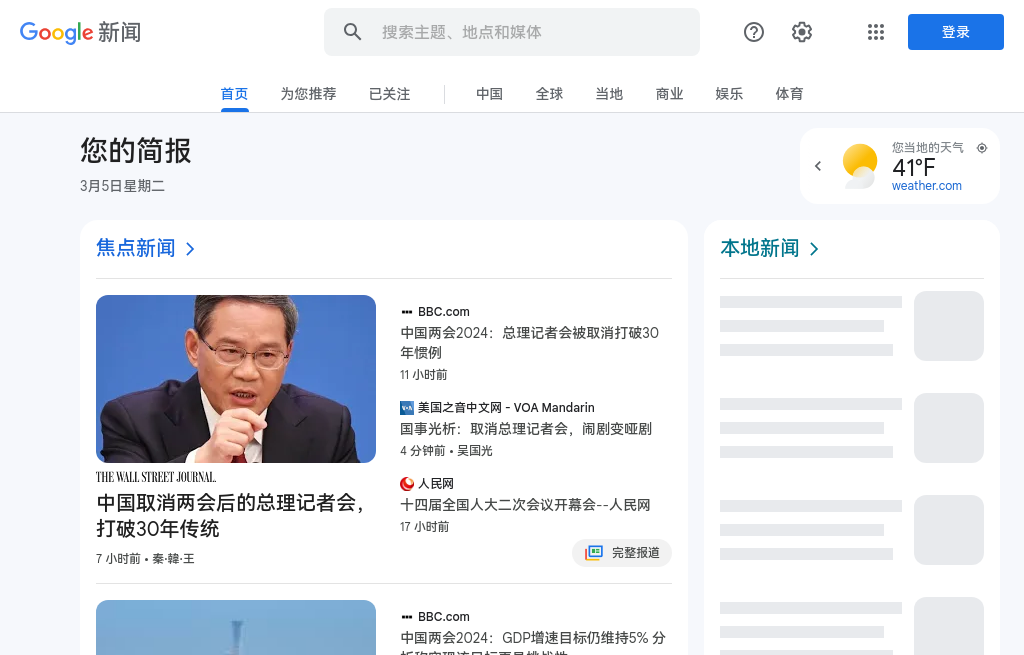 Google 新闻
搜索主题、地点和媒体
登录
首页
为您推荐
已关注
中国
全球
当地
商业
娱乐
体育
您的简报
3月5日星期二
您当地的天气
41°F
weather.com
焦点新闻
THE WALL STREET JOURNAL.
中国取消两会后的总理记者会，
打破30年传统
7 小时前 • 秦·韓·王
BBC.com
中国两会2024：总理记者会被取消打破30
年惯例
11 小时前
VOA 美国之音中文网 - VOA Mandarin
国事光析：取消总理记者会，闹剧变哑剧
4 分钟前 • 吴国光
人民网
十四届全国人大二次会议开幕会--人民网
17 小时前
完整报道
BBC.com
中国两会2024：GDP增速目标仍维持5% 分
本地新闻